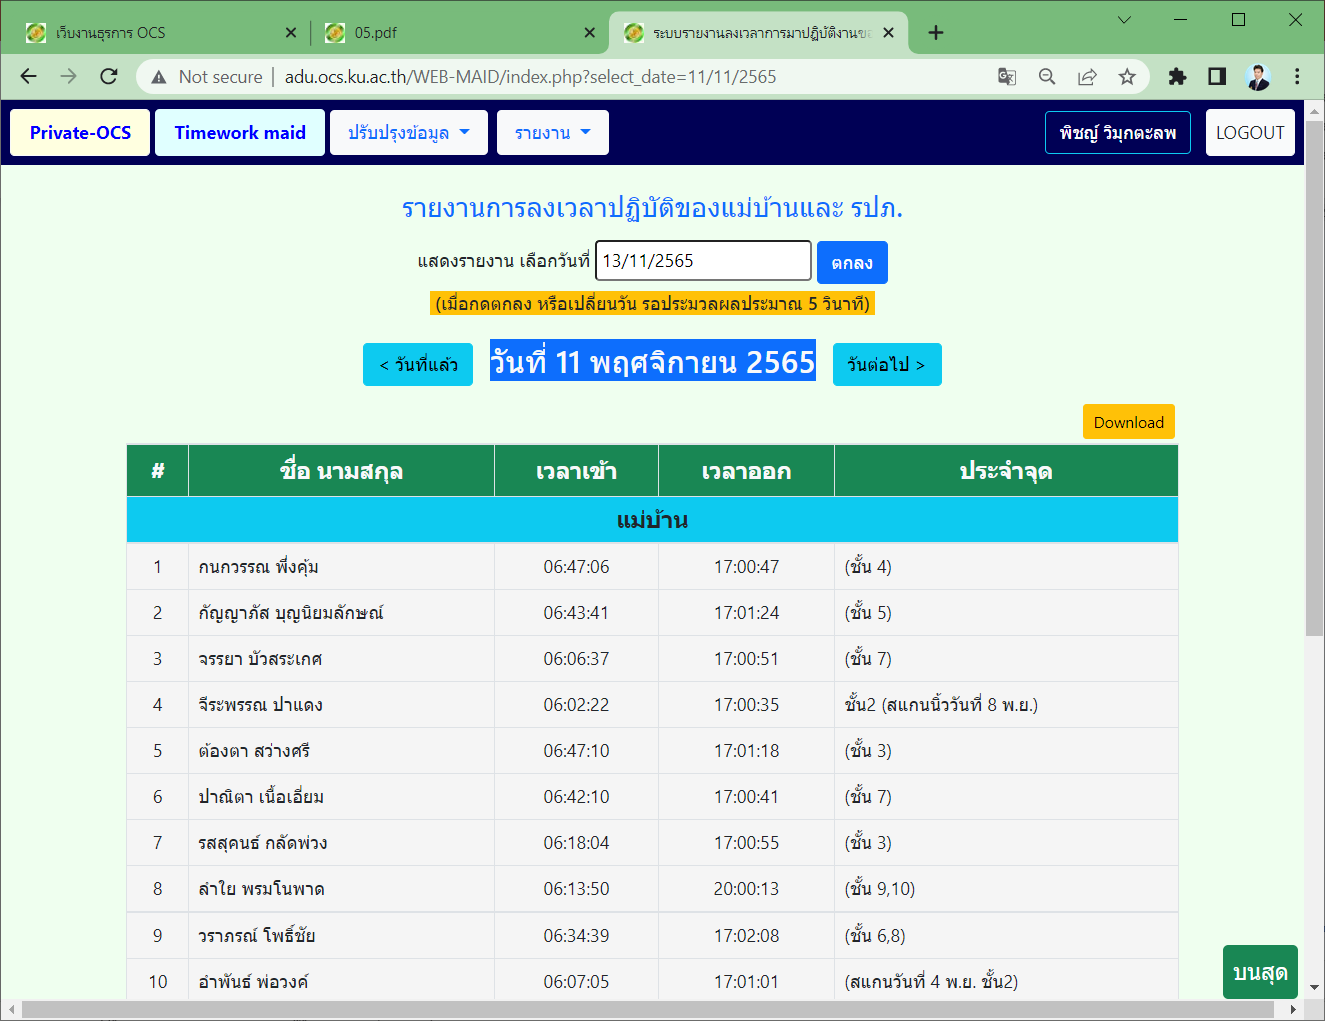 เว็บงานธุรการ OCS
05.pdf
ระบบรายงานลงเวลาการมาปฏิบัติงานขอ
Not secure
adu.ocs.ku.ac.th/WEB-MAID/index.php?select_date=11/11/2565
Private-OCS
Timework maid
ปรับปรุงข้อมูล
รายงาน
พิชญ์ วิมุกตะลพ
LOGOUT
รายงานการลงเวลาปฏิบัติของแม่บ้านและ รปภ.
แสดงรายงาน เลือกวันที่ 13/11/2565 ตกลง
(เมื่อกดตกลง หรือเปลี่ยนวัน รอประมวลผลประมาณ 5 วินาที)
< วันที่แล้ว วันที่ 11 พฤศจิกายน 2565 วันต่อไป >
Download
# ชื่อ นามสกุล เวลาเข้า เวลาออก ประจำจุด
แม่บ้าน
1 กนกวรรณ พึ่งคุ้ม 06:47:06 17:00:47 (ชั้น 4)
2 กัญญาภัส บุญนิยมลักษณ์ 06:43:41 17:01:24 (ชั้น 5)
3 จรรยา บัวสระเกศ 06:06:37 17:00:51 (ชั้น 7)
4 จีระพรรณ ปาแดง 06:02:22 17:00:35 ชั้น2 (สแกนนิ้ววันที่ 8 พ.ย.)
5 ต้องตา สว่างศรี 06:47:10 17:01:18 (ชั้น 3)
6 ปาณิตา เนื้อเอี่ยม 06:42:10 17:00:41 (ชั้น 7)
7 รสสุคนธ์ กลัดพ่วง 06:18:04 17:00:55 (ชั้น 3)
8 ลำใย พรมโนพาด 06:13:50 20:00:13 (ชั้น 9,10)
9 วราภรณ์ โพธิ์ชัย 06:34:39 17:02:08 (ชั้น 6,8)
10 อำพันธ์ พ่อวงค์ 06:07:05 17:01:01 (สแกนวันที่ 4 พ.ย. ชั้น2)
บนสุด